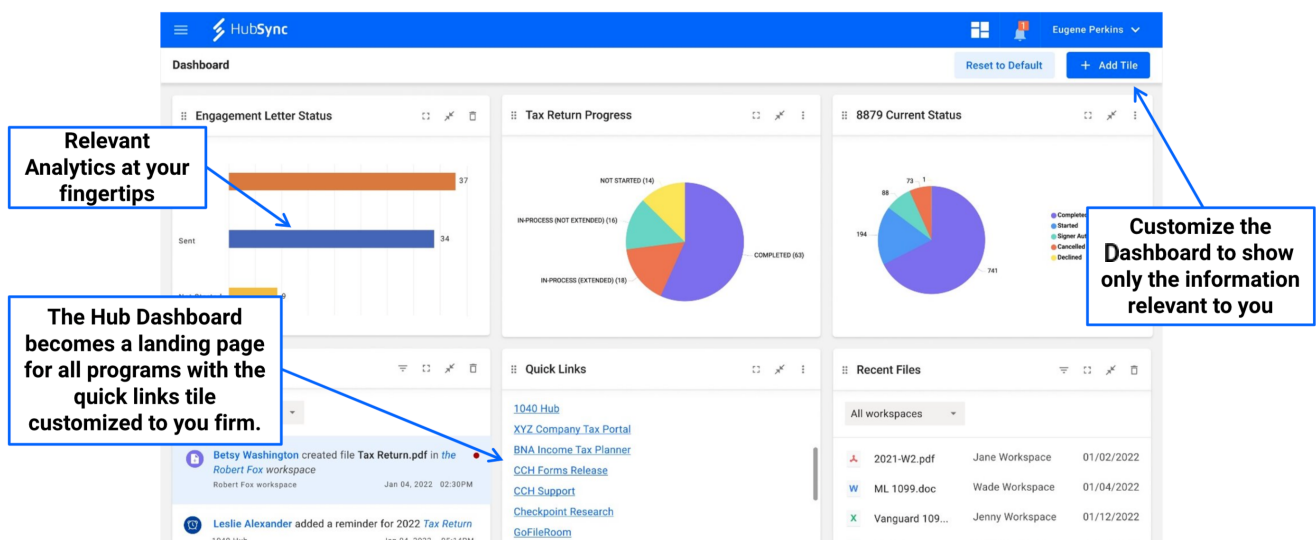 HubSync
1
Eugene Perkins
Dashboard
Reset to Default
+ Add Tile
Engagement Letter Status
Tax Return Progress
8879 Current Status
Relevant
Analytics at your
fingertips
37
Sent
34
9
NOT STARTED (14)
IN-PROCESS (NOT EXTENDED) (16)
IN-PROCESS (EXTENDED) (18)
COMPLETED (63)
73
1
88
194
741
Started
Cancelled
Declined
Customize the
Dashboard to show
only the information
relevant to you
The Hub Dashboard
becomes a landing page
for all programs with the
quick links tile
customized to you firm.
Quick Links
Recent Files
1040 Hub
XYZ Company Tax Portal
BNA Income Tax Planner
CCH Forms Release
CCH Support
Checkpoint Research
GoFileRoom
All workspaces
Betsy Washington created file Tax Return.pdf in the
Robert Fox workspace
Robert Fox workspace Jan 04, 2022 02:30PM
Leslie Alexander added a reminder for 2022 Tax Return
2021-W2.pdf Jane Workspace 01/02/2022
W ML 1099.doc Wade Workspace 01/04/2022
X Vanguard 109... Jenny Workspace 01/12/2022